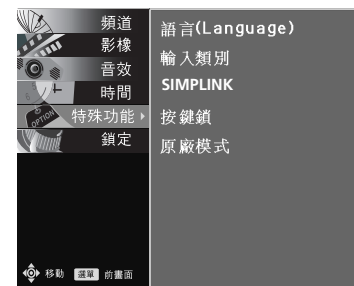 頻道
影像
音效
時間
特殊功能
鎖定
移動 選單 前畫面
語言(Language)
輸入類別
SIMPLINK
按鍵鎖
原廠模式